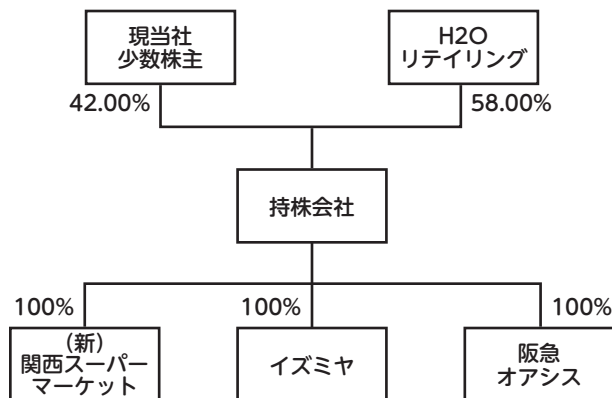 現当社
少数株主
H2O
リテイリング
42.00%
58.00%
持株会社
100%
100%
100%
(新)
関西スーパー
マーケット
イズミヤ
阪急
オアシス